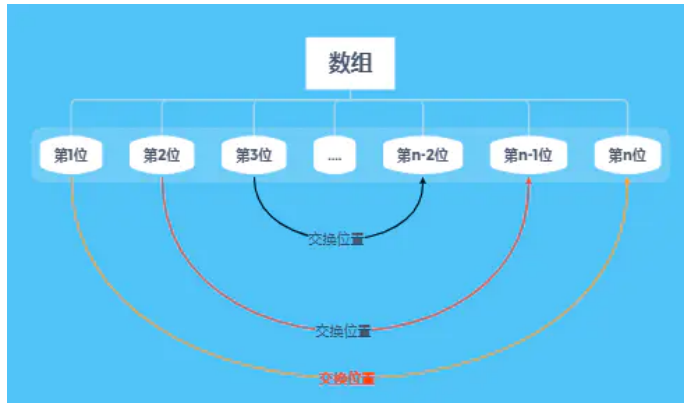 数组
第1位
第2位
第3位
....
第n-2位
第n-1位
第n位
交换位置
交换位置
交换位置